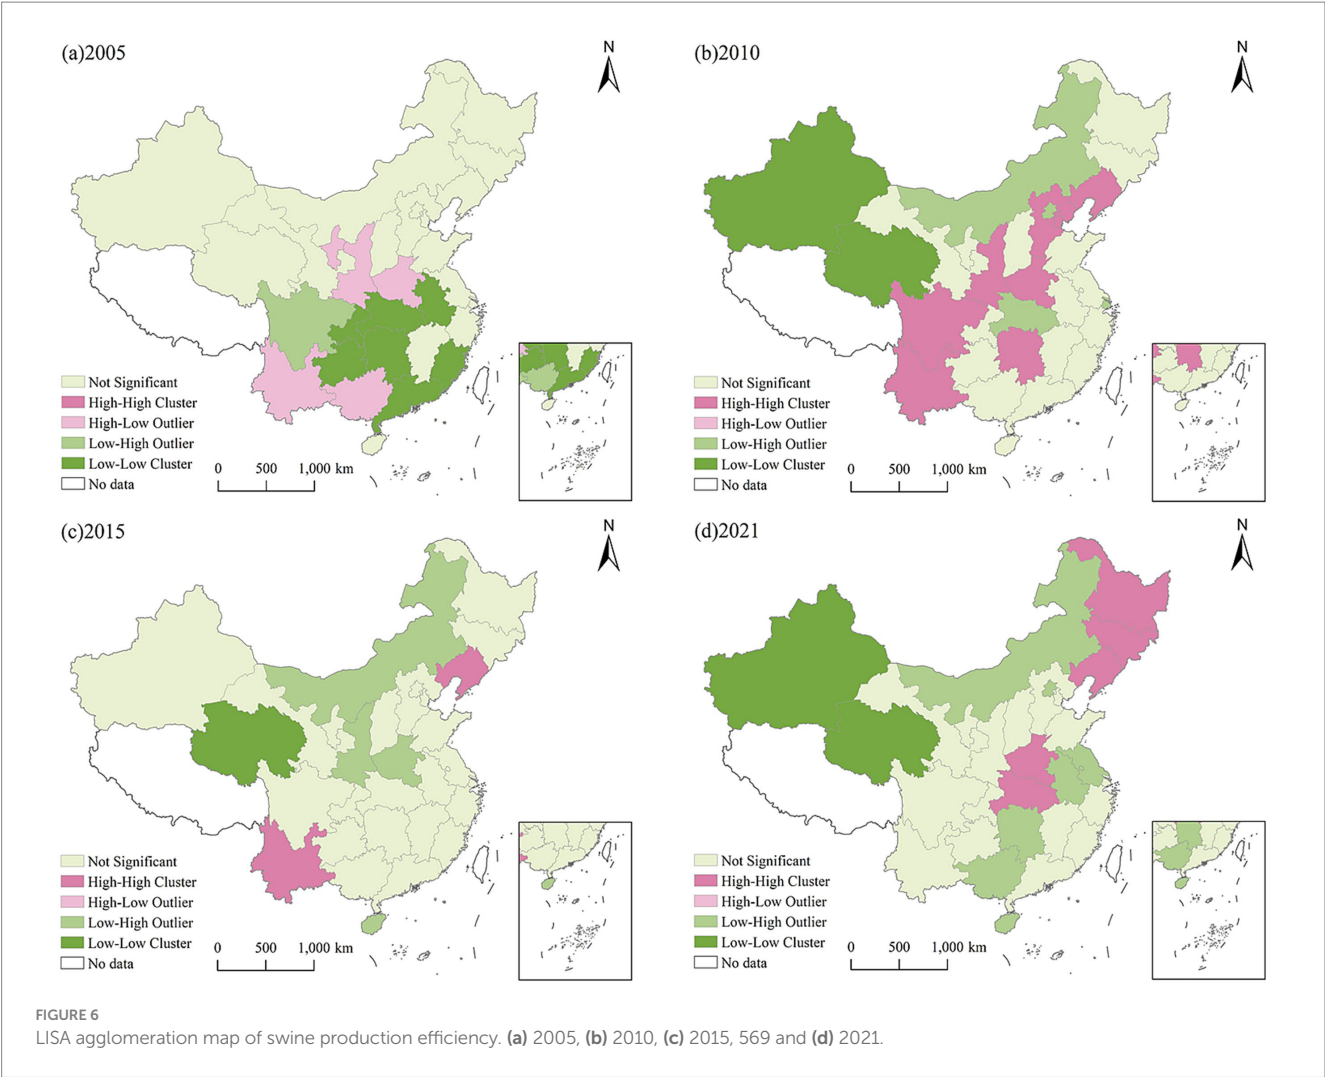 (a)2005
N
Not Significant
High-High Cluster
High-Low Outlier
Low-High Outlier
Low-Low Cluster
No data
0 500 1,000 km
(b)2010
N
Not Significant
High-High Cluster
High-Low Outlier
Low-High Outlier
Low-Low Cluster
No data
0 500 1,000 km
(c)2015
N
Not Significant
High-High Cluster
High-Low Outlier
Low-High Outlier
Low-Low Cluster
No data
0 500 1,000 km
(d)2021
N
Not Significant
High-High Cluster
High-Low Outlier
Low-High Outlier
Low-Low Cluster
No data
0 500 1,000 km
FIGURE 6
LISA agglomeration map of swine production efficiency. (a) 2005, (b) 2010, (c) 2015, 569 and (d) 2021.